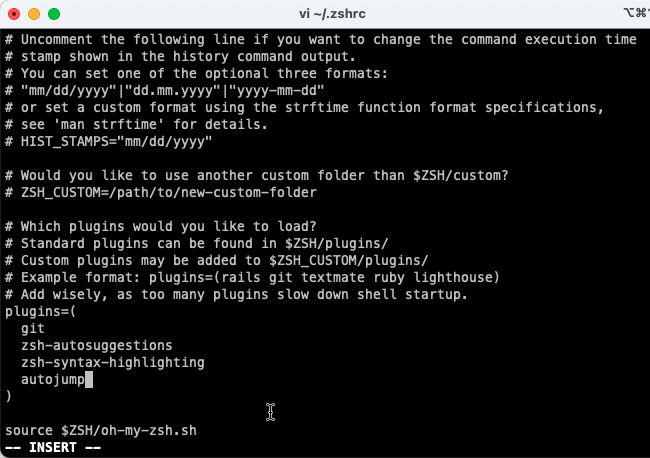 vi ~/.zshrc
⌥⌘
# Uncomment the following line if you want to change the command execution time
# stamp shown in the history command output.
# You can set one of the optional three formats:
# "mm/dd/yyyy"|"dd.mm.yyyy"|"yyyy-mm-dd"
# or set a custom format using the strftime function format specifications,
# see 'man strftime' for details.
# HIST_STAMPS="mm/dd/yyyy"
# Would you like to use another custom folder than $ZSH/custom?
# ZSH_CUSTOM=/path/to/new-custom-folder
# Which plugins would you like to load?
# Standard plugins can be found in $ZSH/plugins/
# Custom plugins may be added to $ZSH_CUSTOM/plugins/
# Example format: plugins=(rails git textmate ruby lighthouse)
# Add wisely, as too many plugins slow down shell startup.
plugins=(
  git
  zsh-autosuggestions
  zsh-syntax-highlighting
  autojump
)
source $ZSH/oh-my-zsh.sh
-- INSERT --